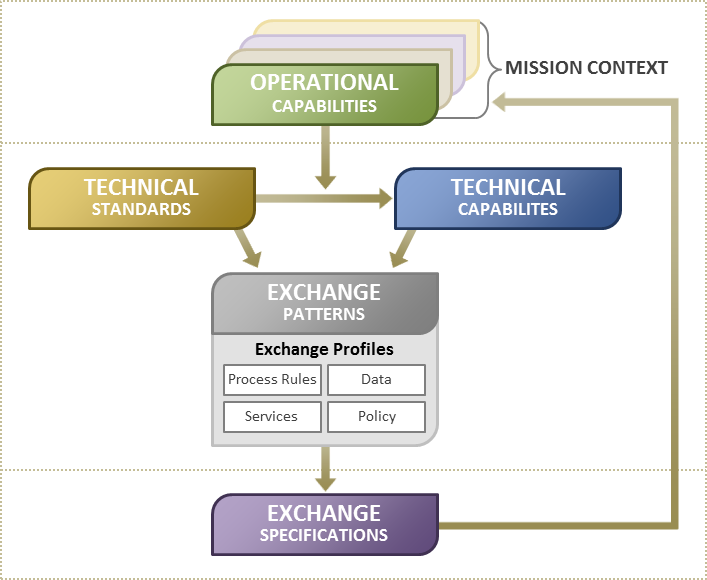 OPERATIONAL
CAPABILITIES
MISSION CONTEXT
TECHNICAL
STANDARDS
TECHNICAL
CAPABILITES
EXCHANGE
PATTERNS
Exchange Profiles
Process Rules
Data
Services
Policy
EXCHANGE
SPECIFICATIONS